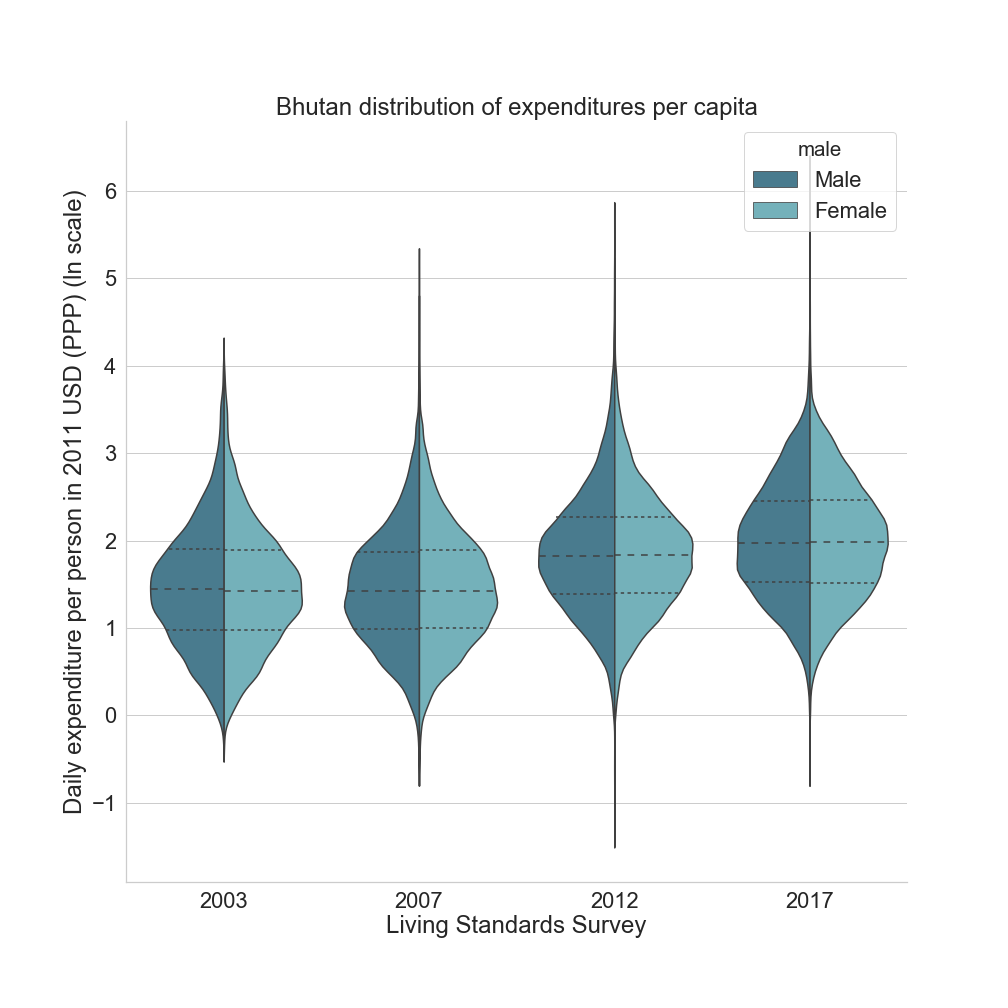 Bhutan distribution of expenditures per capita
male
Male
Female
Daily expenditure per person in 2011 USD (PPP) (ln scale)
6
5
4
3
2
1
0
−1
2003 2007 2012 2017
Living Standards Survey